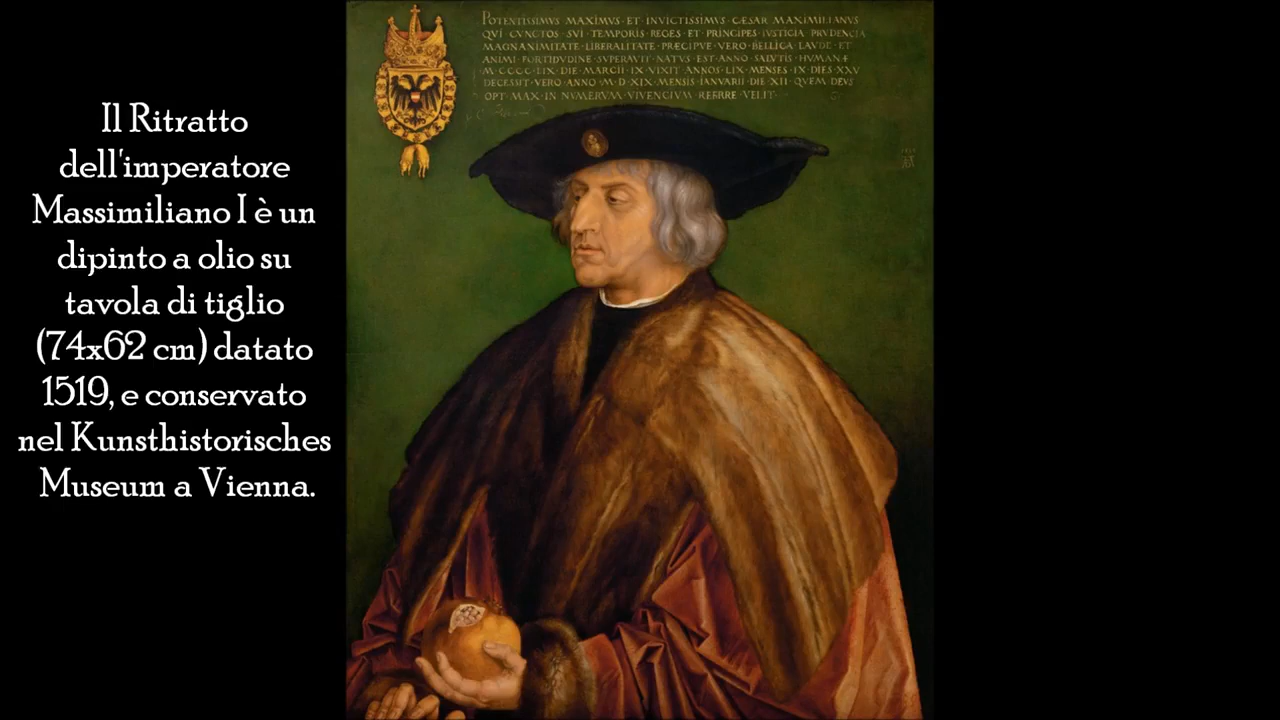 Il Ritratto
dell'imperatore
Massimiliano I è un
dipinto a olio su
tavola di tiglio
(74x62 cm) datato
1519, e conservato
nel Kunsthistorisches
Museum a Vienna.
POTENTISSIMVS · MAXIMVS · ET · INVICTISSIMVS · CÆSAR · MAXIMILIANVS
QVI · CVNCTOS · SVI · TEMPORIS · REGES · ET · PRINCIPES · IVSTICIA · PRVDENCIA
MAGNANIMITATE · LIBERALITATE · PRÆCIPVE · VERO · BELLICA · LAVDE · ET
ANIMI · FORTIDVDINE · SVPERAVIT · NATVS · EST · ANNO · SALVTIS · HVMANÆ
M · CCCC · LIX · DIE · MARCII · IX · VIXIT · ANNOS · LIX · MENSES · IX · DIES · XXV
DECESSIT · VERO · ANNO · M · D · XIX · MENSIS · IANVARII · DIE · XII · QVEM · DEVS
OPT · MAX · IN · NVMERVM · VIVENCIVM · REFERRE · VELIT